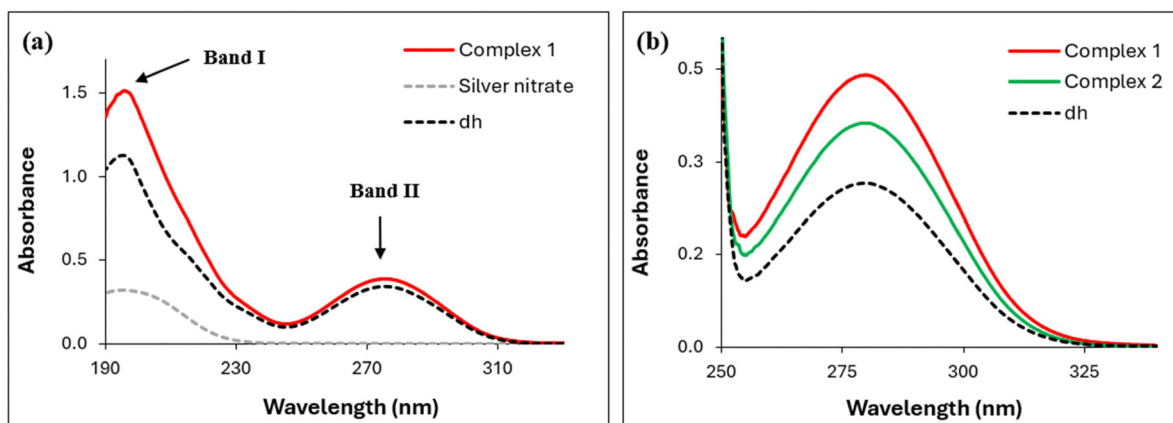 (a)
Band I
Complex 1
Silver nitrate
dh
Band II
1.5
1.0
0.5
0.0
190
230
270
310
Absorbance
Wavelength (nm)
(b)
Complex 1
Complex 2
dh
0.5
0.3
0.2
0.0
250
275
300
325
Absorbance
Wavelength (nm)